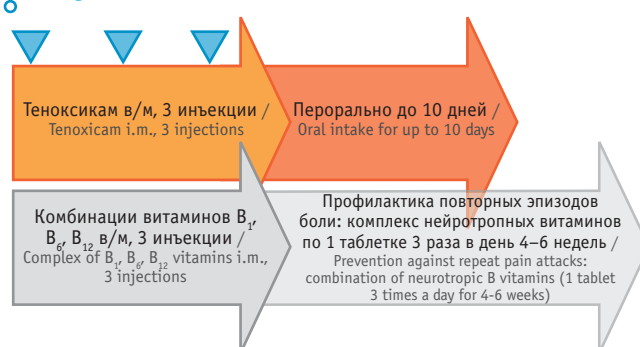 Теноксикам в/м, 3 инъекции /
Tenoxicam i.m., 3 injections
Перорально до 10 дней /
Oral intake for up to 10 days
Комбинации витаминов B₁,
B₆, B₁₂ в/м, 3 инъекции /
Complex of B₁, B₆, B₁₂ vitamins i.m.,
3 injections
Профилактика повторных эпизодов
боли: комплекс нейротропных витаминов
по 1 таблетке 3 раза в день 4–6 недель /
Prevention against repeat pain attacks:
combination of neurotropic B vitamins (1 tablet
3 times a day for 4-6 weeks)